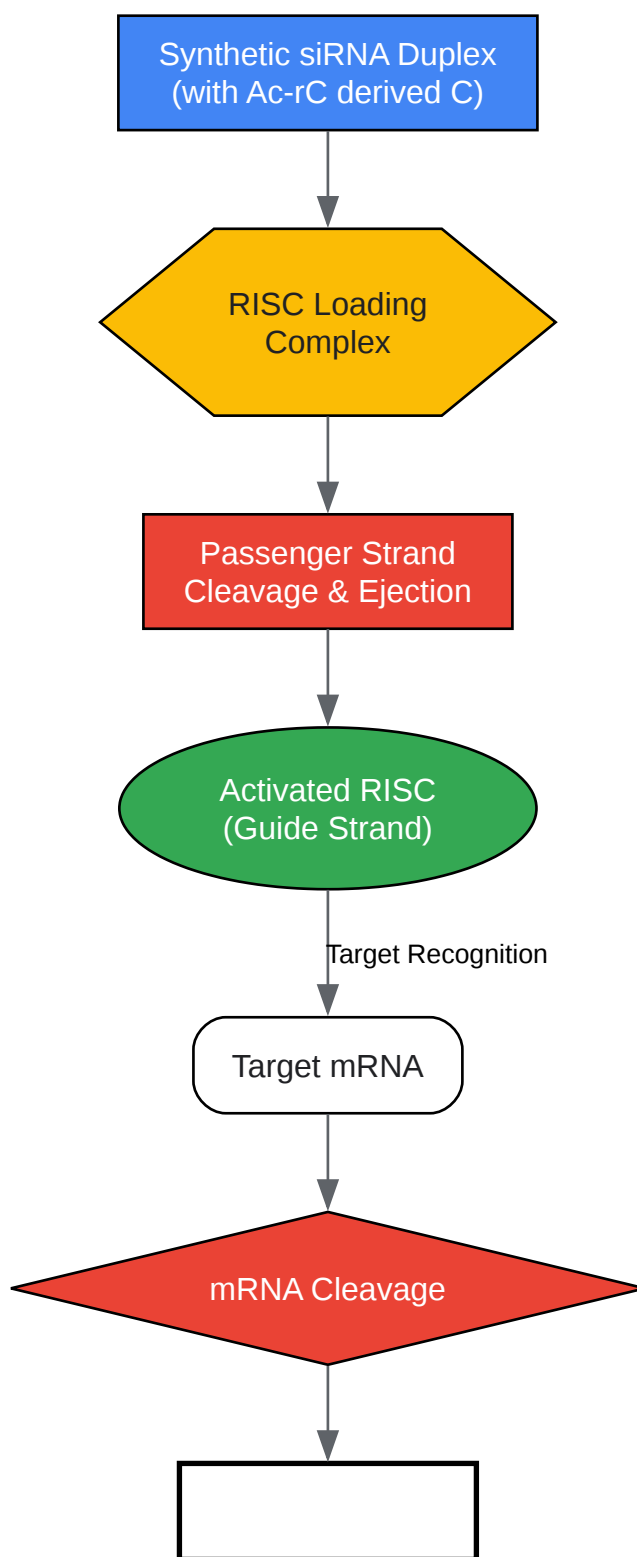 Synthetic siRNA Duplex
(with Ac-rC derived C)
RISC Loading
Complex
Passenger Strand
Cleavage & Ejection
Activated RISC
(Guide Strand)
Target Recognition
Target mRNA
mRNA Cleavage